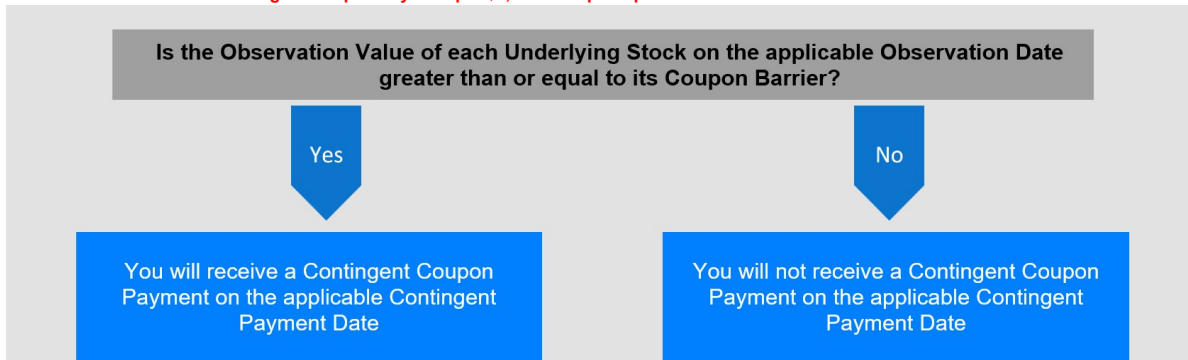 Is the Observation Value of each Underlying Stock on the applicable Observation Date
greater than or equal to its Coupon Barrier?
Yes
No
You will receive a Contingent Coupon
Payment on the applicable Contingent
Payment Date
You will not receive a Contingent Coupon
Payment on the applicable Contingent
Payment Date